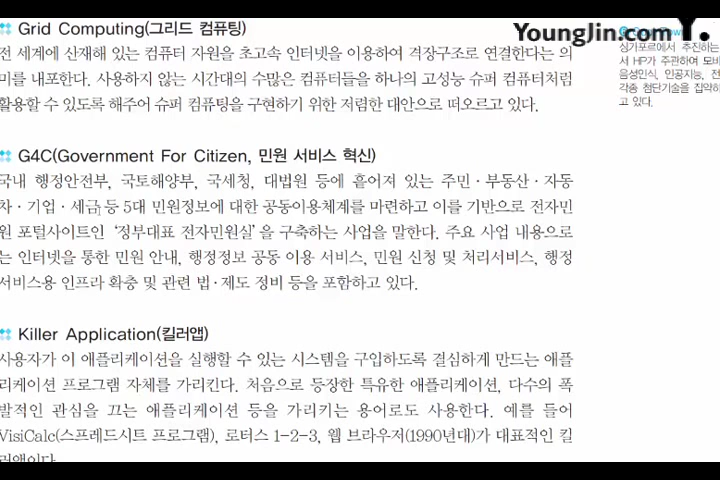 Grid Computing(그리드 컴퓨팅)
전 세계에 산재해 있는 컴퓨터 자원을 초고속 인터넷을 이용하여 격장구조로 연결한다는 의
미를 내포한다. 사용하지 않는 시간대의 수많은 컴퓨터들을 하나의 고성능 슈퍼 컴퓨터처럼
활용할 수 있도록 해주어 슈퍼 컴퓨팅을 구현하기 위한 저렴한 대안으로 떠오르고 있다.
G4C(Government For Citizen, 민원 서비스 혁신)
국내 행정안전부, 국토해양부, 국세청, 대법원 등에 흩어져 있는 주민·부동산·자동
차·기업·세금 등 5대 민원정보에 대한 공동이용체계를 마련하고 이를 기반으로 전자민
원 포털사이트인 ‘정부대표 전자민원실’을 구축하는 사업을 말한다. 주요 사업 내용으로
는 인터넷을 통한 민원 안내, 행정정보 공동 이용 서비스, 민원 신청 및 처리서비스, 행정
서비스용 인프라 확충 및 관련 법·제도 정비 등을 포함하고 있다.
Killer Application(킬러앱)
사용자가 이 애플리케이션을 실행할 수 있는 시스템을 구입하도록 결심하게 만드는 애플
리케이션 프로그램 자체를 가리킨다. 처음으로 등장한 특유한 애플리케이션, 다수의 폭
발적인 관심을 끄는 애플리케이션 등을 가리키는 용어로도 사용한다. 예를 들어
VisiCalc(스프레드시트 프로그램), 로터스 1-2-3, 웹 브라우저(1990년대)가 대표적인 킬
러앱이다.
YoungJin.com Y.
싱가포르에서 추진하는
서 HP가 주관하여 모바
음성인식, 인공지능, 전
각종 첨단기술을 집약하
고 있다.